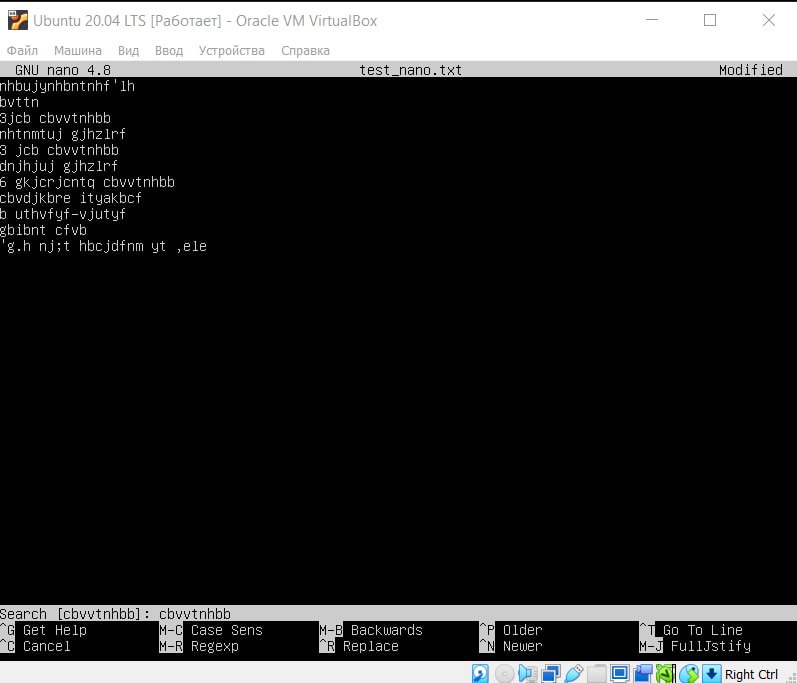 Ubuntu 20.04 LTS [Работает] - Oracle VM VirtualBox
Файл Машина Вид Ввод Устройства Справка
GNU nano 4.8 test_nano.txt Modified
nhbujynhbntnhf'lh
bvttn
3jcb cbvvtnhbb
nhtnmtuj gjhzlrf
3 jcb cbvvtnhbb
dnjhjuj gjhzlrf
6 gkjcrjcntq cbvvtnhbb
cbvdjkbre ityakbcf
b uthvfyf-vjutyf
gbibnt cfvb
'g.h nj;t hbcjdfnm yt ,ele
Search [cbvvtnhbb]: cbvvtnhbb
^G Get Help M-C Case Sens M-B Backwards ^P Older ^T Go To Line
^C Cancel M-R Regexp ^R Replace ^N Newer M-J FullJstify
Right Ctrl